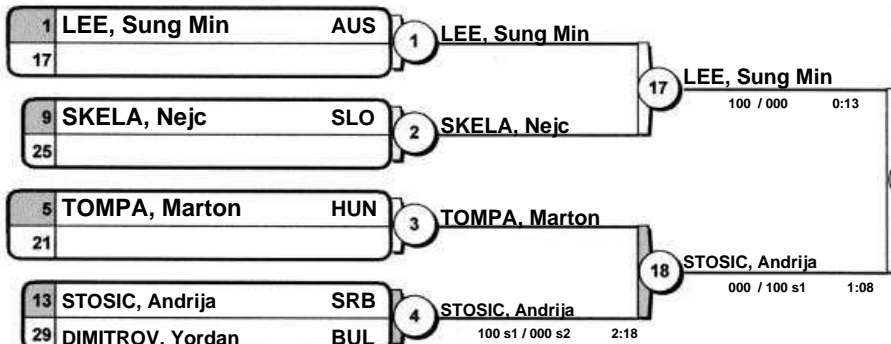 1 LEE, Sung Min AUS
17
1
LEE, Sung Min
9 SKELA, Nejc SLO
25
2
SKELA, Nejc
17
LEE, Sung Min
100 / 000 0:13
5 TOMPA, Marton HUN
21
3
TOMPA, Marton
13 STOSIC, Andrija SRB
29 DIMITROV, Yordan BUL
4
STOSIC, Andrija
100 s1 / 000 s2 2:18
18
STOSIC, Andrija
000 / 100 s1 1:08